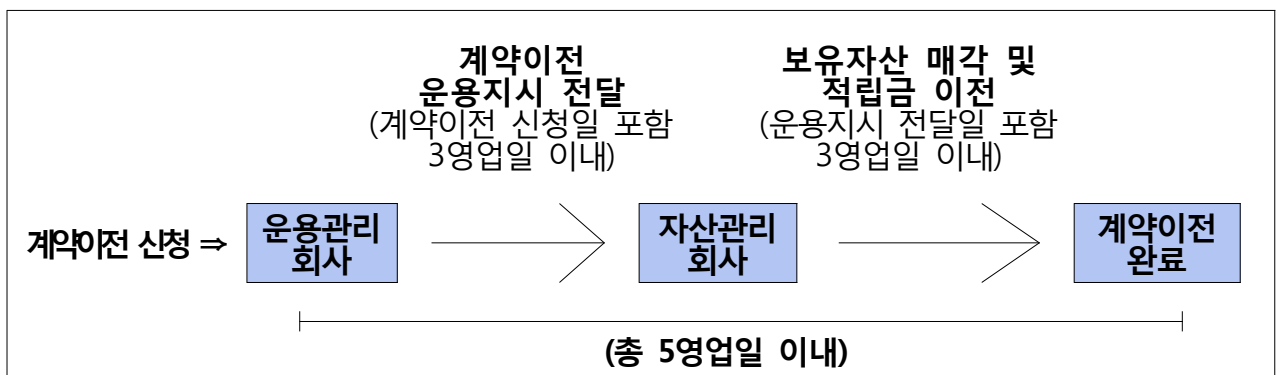 계약이전
운용지시 전달
(계약이전 신청일 포함
3영업일 이내)
보유자산 매각 및
적립금 이전
(운용지시 전달일 포함
3영업일 이내)
계약이전 신청 ⇒
운용관리
회사
자산관리
회사
계약이전
완료
(총 5영업일 이내)